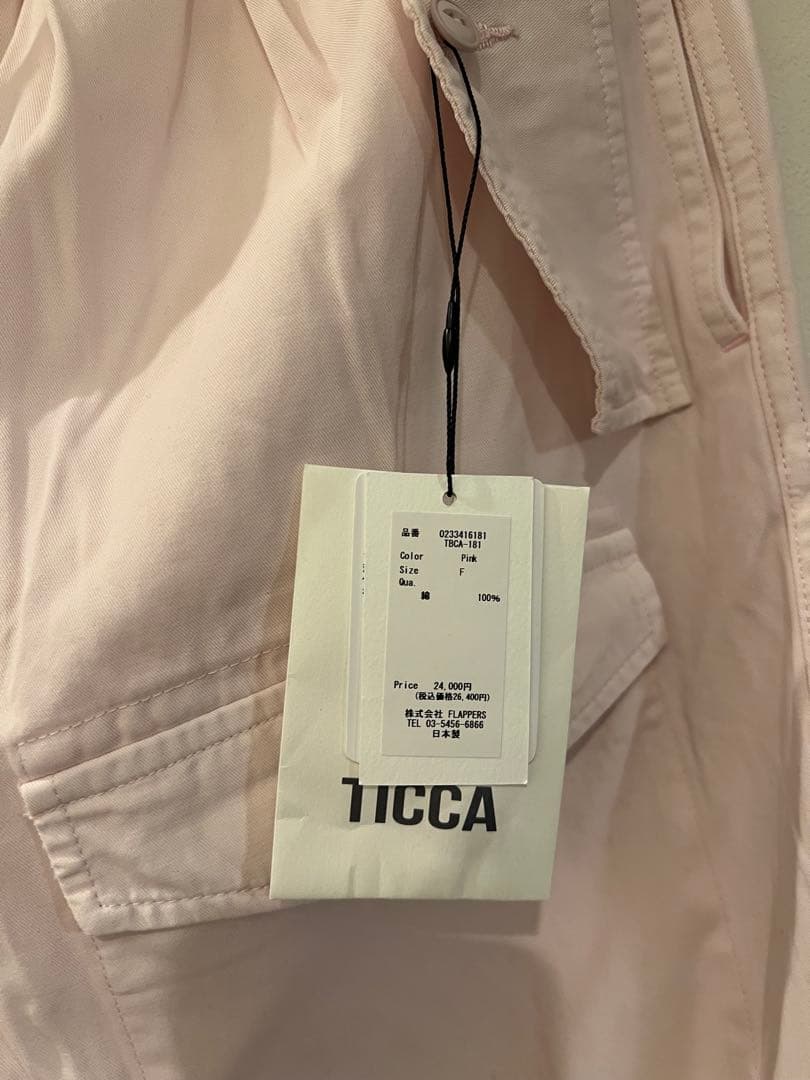 品番 0233416181
TBCA-181
Color Pink
Size F
Qua.
綿 100%
Price 24,000円
(税込価格26,400円)
株式会社 FLAPPERS
TEL 03-5456-6866
日本製
TICCA